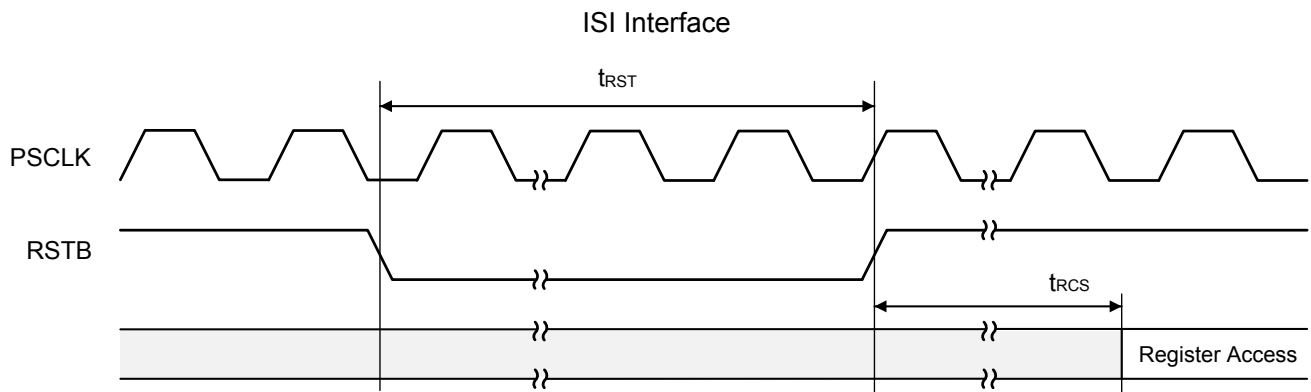 ISI Interface
tRST
PSCLK
RSTB
tRCS
Register Access